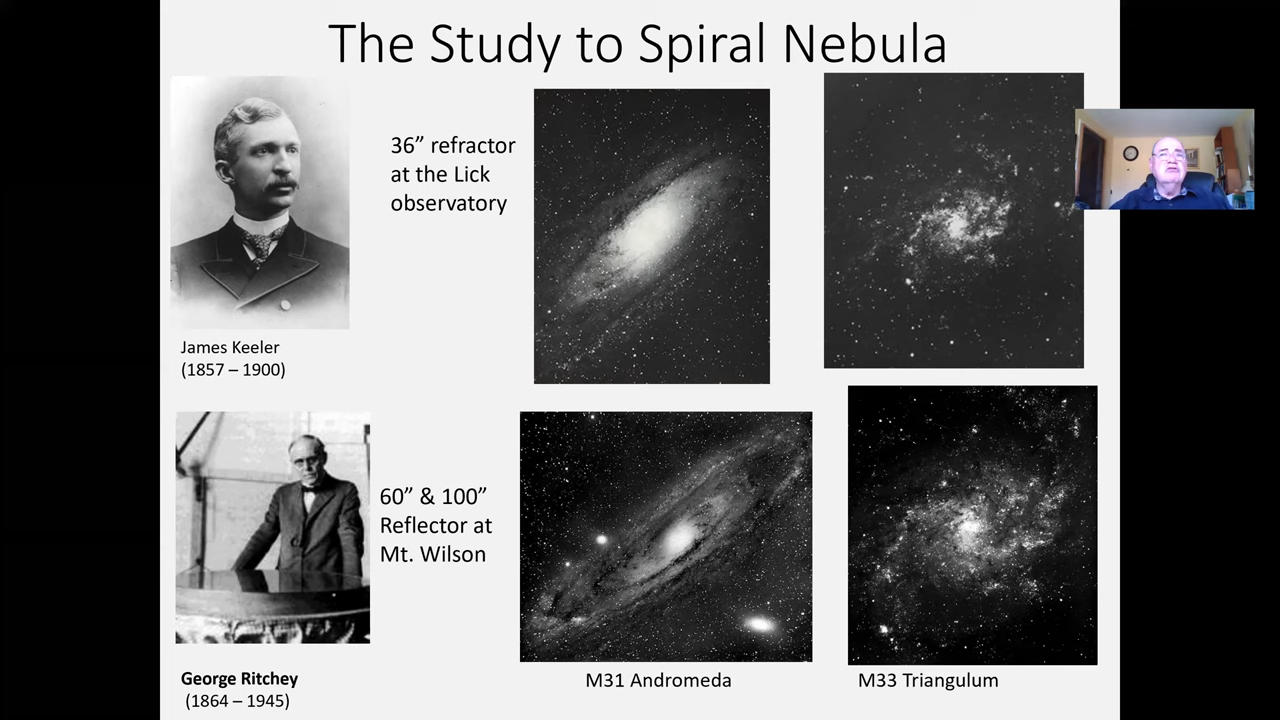 The Study to Spiral Nebula
36” refractor
at the Lick
observatory
James Keeler
(1857 – 1900)
60” & 100”
Reflector at
Mt. Wilson
George Ritchey
(1864 – 1945)
M31 Andromeda
M33 Triangulum